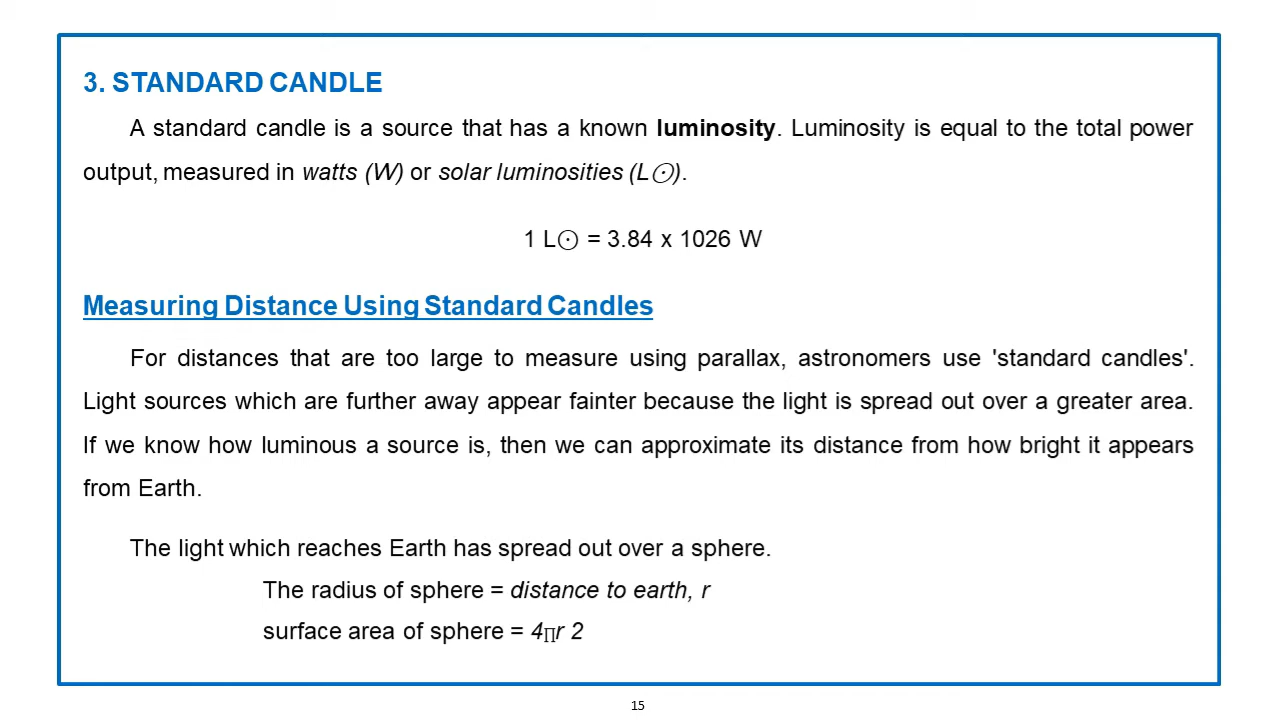 3. STANDARD CANDLE
A standard candle is a source that has a known luminosity. Luminosity is equal to the total power
output, measured in watts (W) or solar luminosities (L⊙).
1 L⊙ = 3.84 x 1026 W
Measuring Distance Using Standard Candles
For distances that are too large to measure using parallax, astronomers use 'standard candles'.
Light sources which are further away appear fainter because the light is spread out over a greater area.
If we know how luminous a source is, then we can approximate its distance from how bright it appears
from Earth.
The light which reaches Earth has spread out over a sphere.
The radius of sphere = distance to earth, r
surface area of sphere = 4∏r 2
15